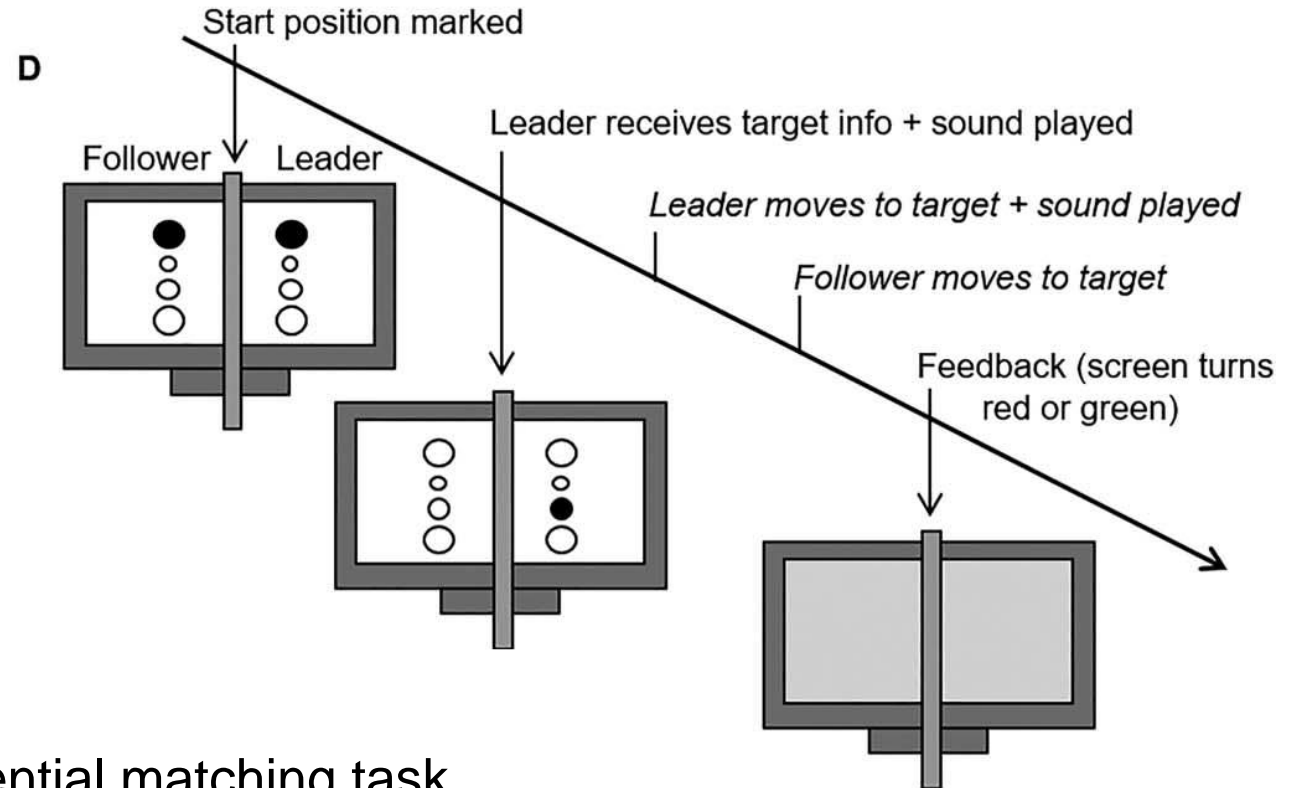 Start position marked
D
Leader receives target info + sound played
Follower Leader
Leader moves to target + sound played
Follower moves to target
Feedback (screen turns
red or green)
ential matching task